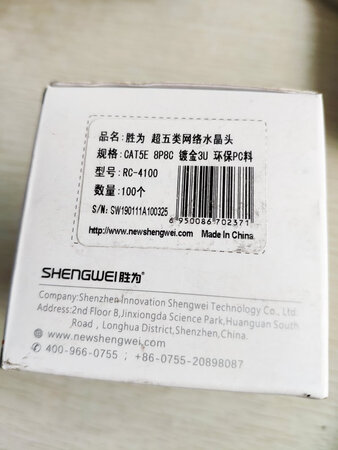 品名:胜为 超五类网络水晶头
规格:CAT5E 8P8C 镀金3U 环保PC料
型号:RC-4100
数量:100个
S/N: SW190111A100325
6 950086 702371
http://www.newshengwei.com Made In China
SHENGWEI胜为®
Company:Shenzhen Innovation Shengwei Technology Co., Ltd.
Address:2nd Floor B,Jinxiongda Science Park,Huanguan South
Road, Longhua District,Shenzhen,China
www.newshengwei.com
400-966-0755 ; +86-0755-20898087